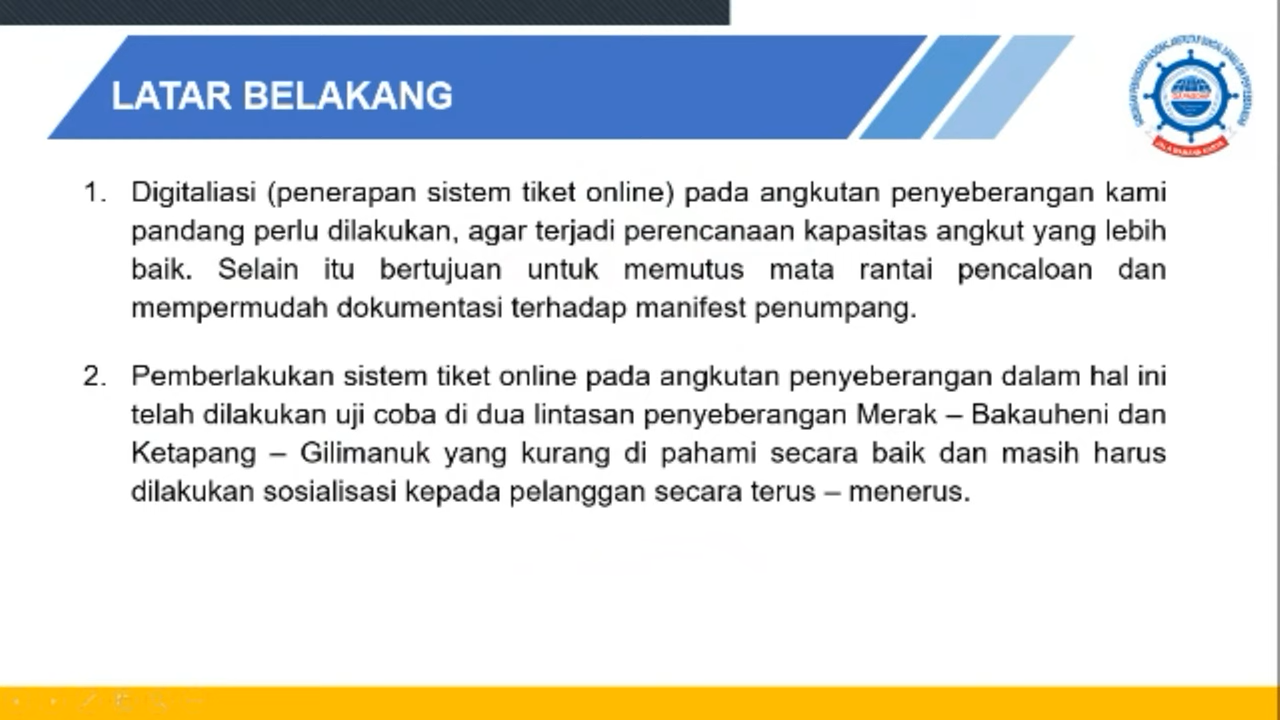 LATAR BELAKANG
1. Digitaliasi (penerapan sistem tiket online) pada angkutan penyeberangan kami
pandang perlu dilakukan, agar terjadi perencanaan kapasitas angkut yang lebih
baik. Selain itu bertujuan untuk memutus mata rantai pencaloan dan
mempermudah dokumentasi terhadap manifest penumpang.
2. Pemberlakukan sistem tiket online pada angkutan penyeberangan dalam hal ini
telah dilakukan uji coba di dua lintasan penyeberangan Merak – Bakauheni dan
Ketapang – Gilimanuk yang kurang di pahami secara baik dan masih harus
dilakukan sosialisasi kepada pelanggan secara terus – menerus.